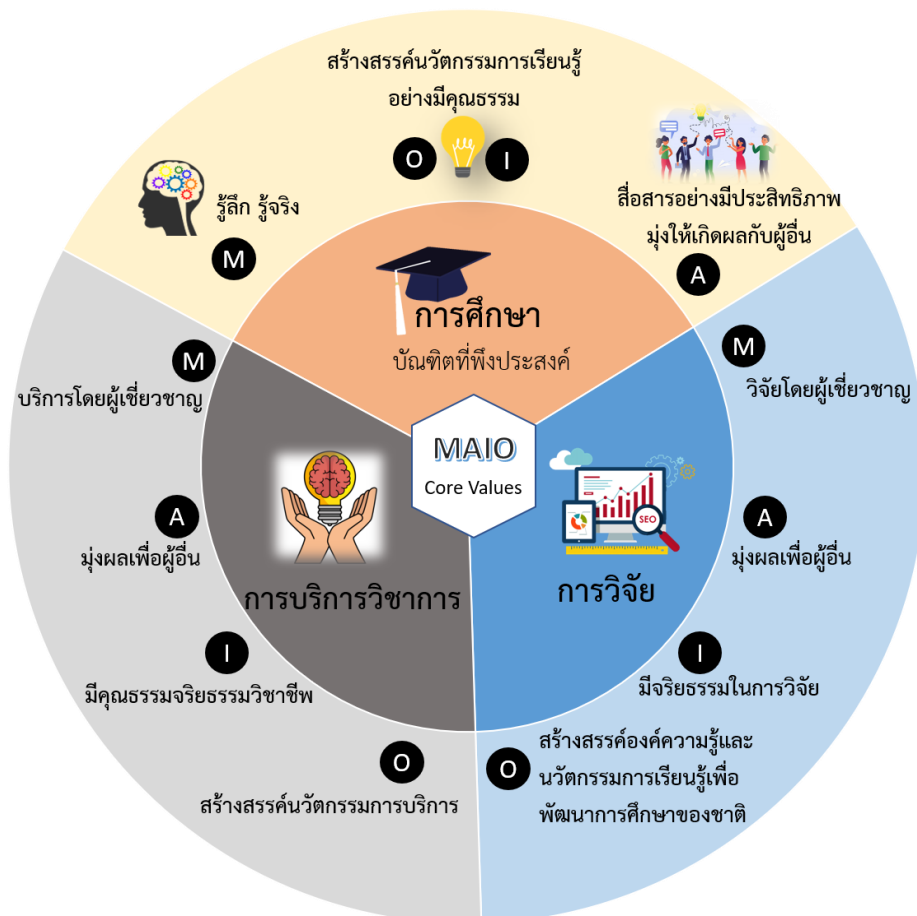 สร้างสรรค์นวัตกรรมการเรียนรู้
อย่างมีคุณธรรม
O
I
รู้ลึก รู้จริง
M
สื่อสารอย่างมีประสิทธิภาพ
มุ่งให้เกิดผลกับผู้อื่น
A
การศึกษา
บัณฑิตที่พึงประสงค์
MAIO
Core Values
M
บริการโดยผู้เชี่ยวชาญ
A
มุ่งผลเพื่อผู้อื่น
I
มีคุณธรรมจริยธรรมวิชาชีพ
O
สร้างสรรค์นวัตกรรมการบริการ
การบริการวิชาการ
M
วิจัยโดยผู้เชี่ยวชาญ
A
มุ่งผลเพื่อผู้อื่น
I
มีจริยธรรมในการวิจัย
O
สร้างสรรค์องค์ความรู้และ
นวัตกรรมการเรียนรู้เพื่อ
พัฒนาการศึกษาของชาติ
SEO
การวิจัย